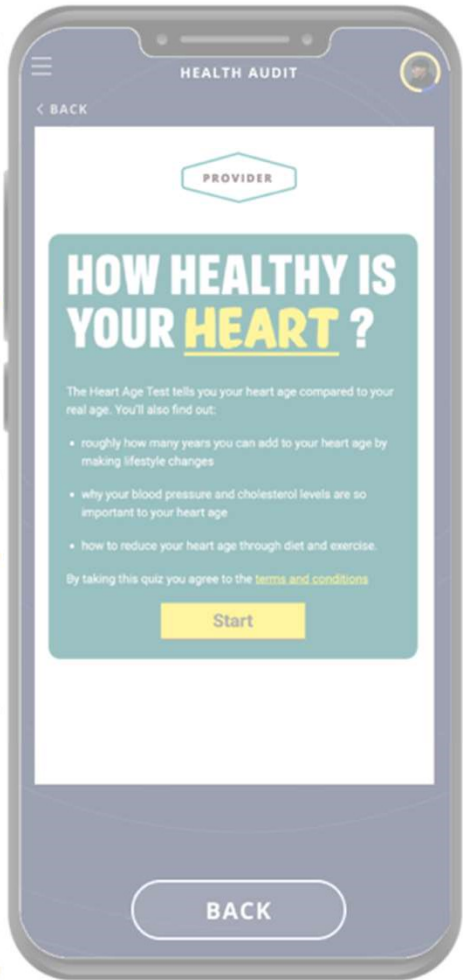 HEALTH AUDIT
< BACK
PROVIDER
HOW HEALTHY IS
YOUR HEART ?
The Heart Age Test tells you your heart age compared to your
real age. You'll also find out:
• roughly how many years you can add to your heart age by
making lifestyle changes
• why your blood pressure and cholesterol levels are so
important to your heart age
• how to reduce your heart age through diet and exercise.
By taking this quiz you agree to the terms and conditions
Start
BACK